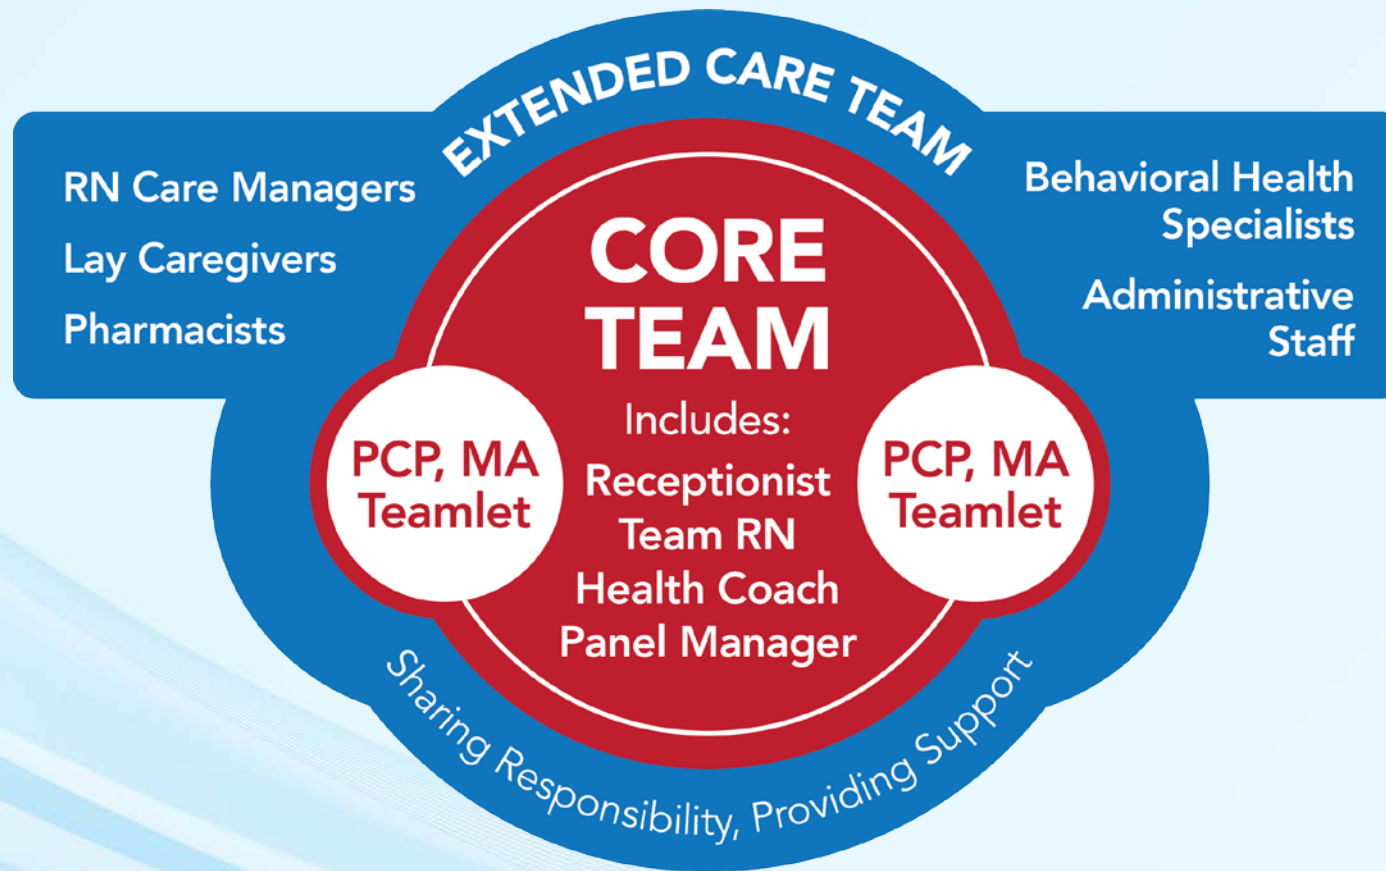 EXTENDED CARE TEAM
RN Care Managers
Lay Caregivers
Pharmacists
Behavioral Health
Specialists
Administrative
Staff
CORE
TEAM
Includes:
Receptionist
Team RN
Health Coach
Panel Manager
PCP, MA
Teamlet
PCP, MA
Teamlet
Sharing Responsibility, Providing Support